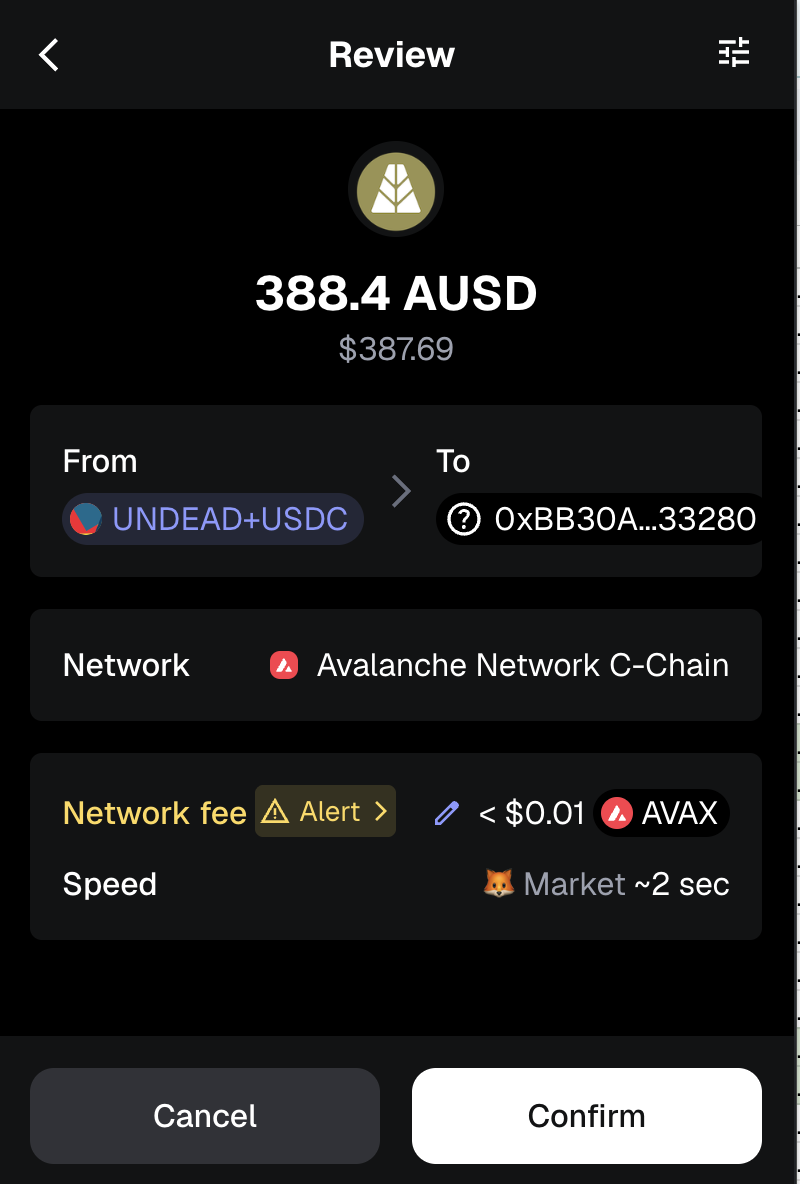 Review
388.4 AUSD
$387.69
From
To
UNDEAD+USDC
0xBB30A...33280
Network
Avalanche Network C-Chain
Network fee
Alert
< $0.01
AVAX
Speed
Market ~2 sec
Cancel
Confirm